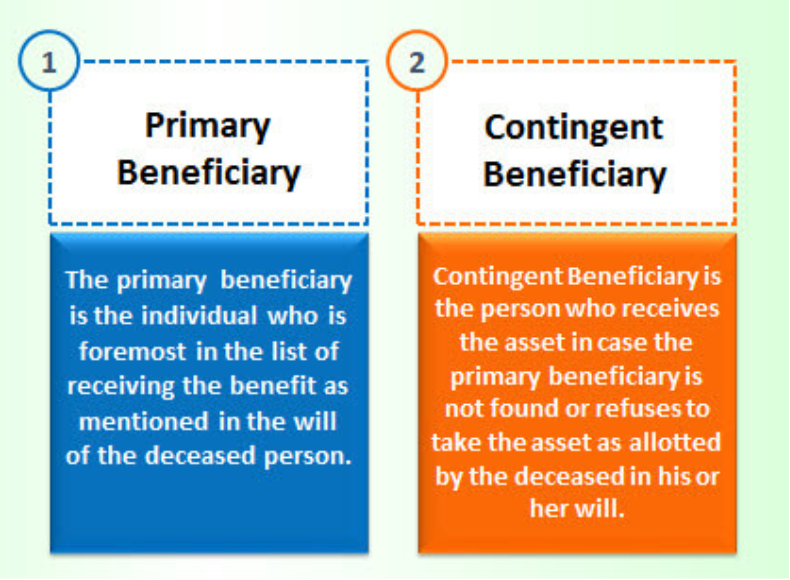 1
Primary
Beneficiary
The primary beneficiary
is the individual who is
foremost in the list of
receiving the benefit as
mentioned in the will
of the deceased person.
2
Contingent
Beneficiary
Contingent Beneficiary is
the person who receives
the asset in case the
primary beneficiary is
not found or refuses to
take the asset as allotted
by the deceased in his or
her will.